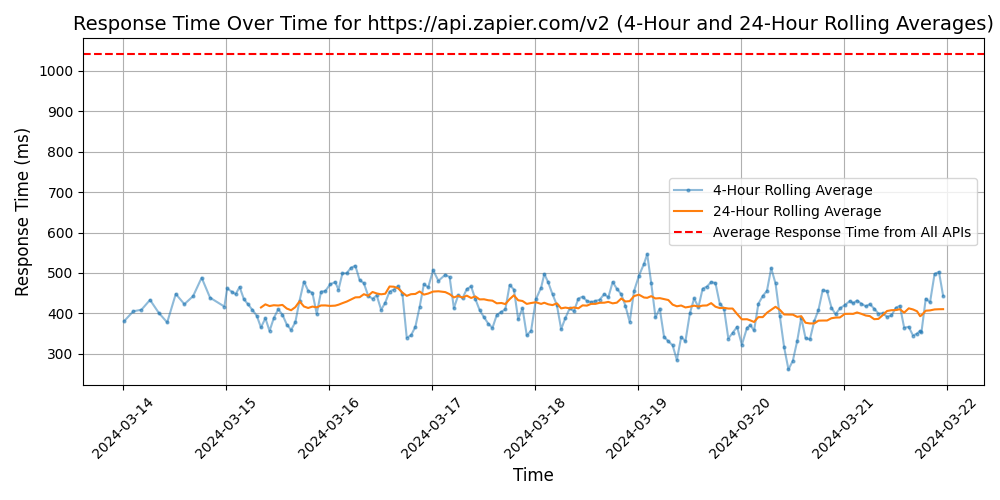 Response Time Over Time for https://api.zapier.com/v2 (4-Hour and 24-Hour Rolling Averages)
Response Time (ms)
1000
900
800
700
600
500
400
300
4-Hour Rolling Average
24-Hour Rolling Average
Average Response Time from All APIs
2024-03-14
2024-03-15
2024-03-16
2024-03-17
2024-03-18
2024-03-19
2024-03-20
2024-03-21
2024-03-22
Time